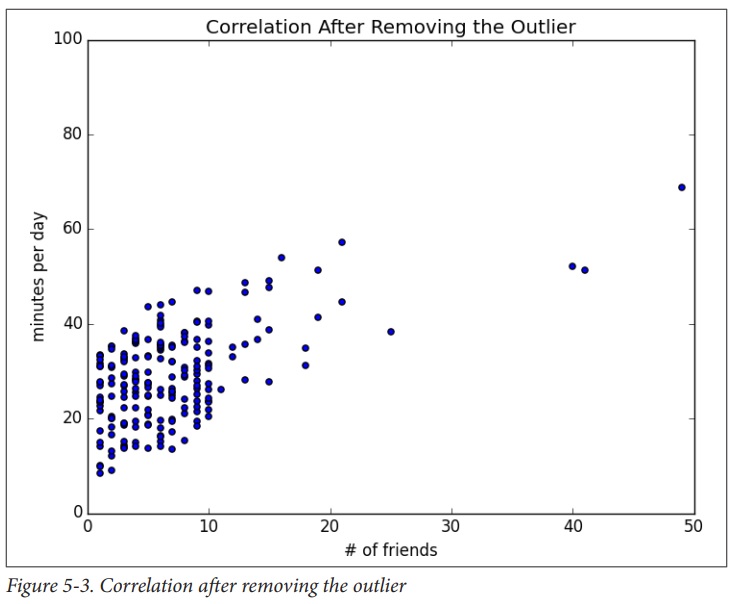 Correlation After Removing the Outlier
100
80
60
40
20
0
minutes per day
0 10 20 30 40 50
# of friends
Figure 5-3. Correlation after removing the outlier